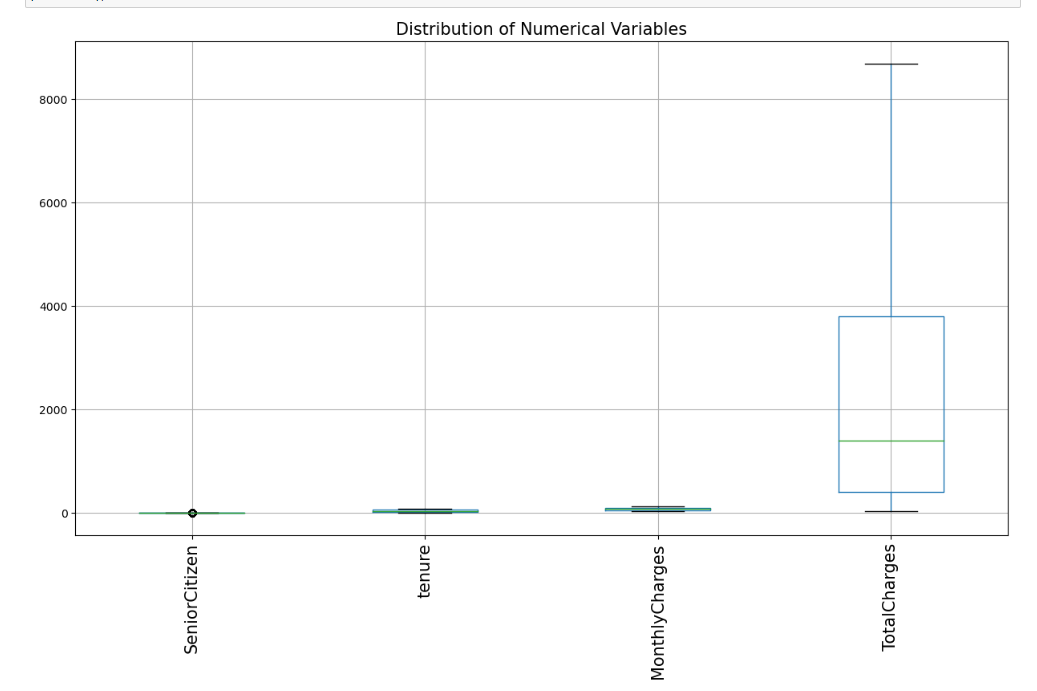 Distribution of Numerical Variables
8000
6000
4000
2000
0
SeniorCitizen
tenure
MonthlyCharges
TotalCharges